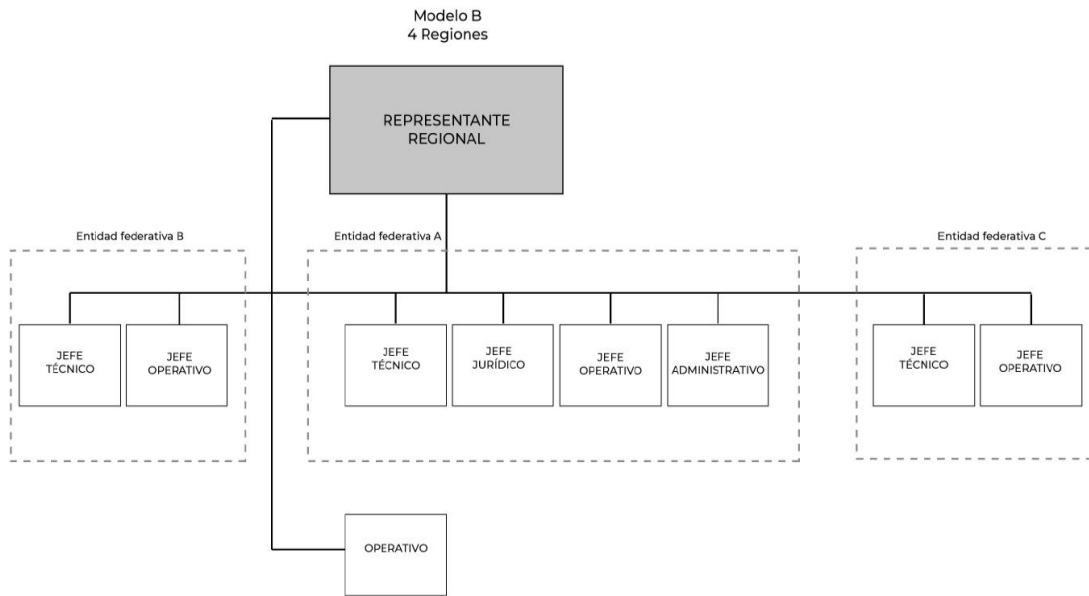 Modelo B
4 Regiones
REPRESENTANTE
REGIONAL
Entidad federativa B
Entidad federativa A
Entidad federativa C
JEFE
TÉCNICO
JEFE
OPERATIVO
JEFE
TÉCNICO
JEFE
JURÍDICO
JEFE
OPERATIVO
JEFE
ADMINISTRATIVO
JEFE
TÉCNICO
JEFE
OPERATIVO
OPERATIVO